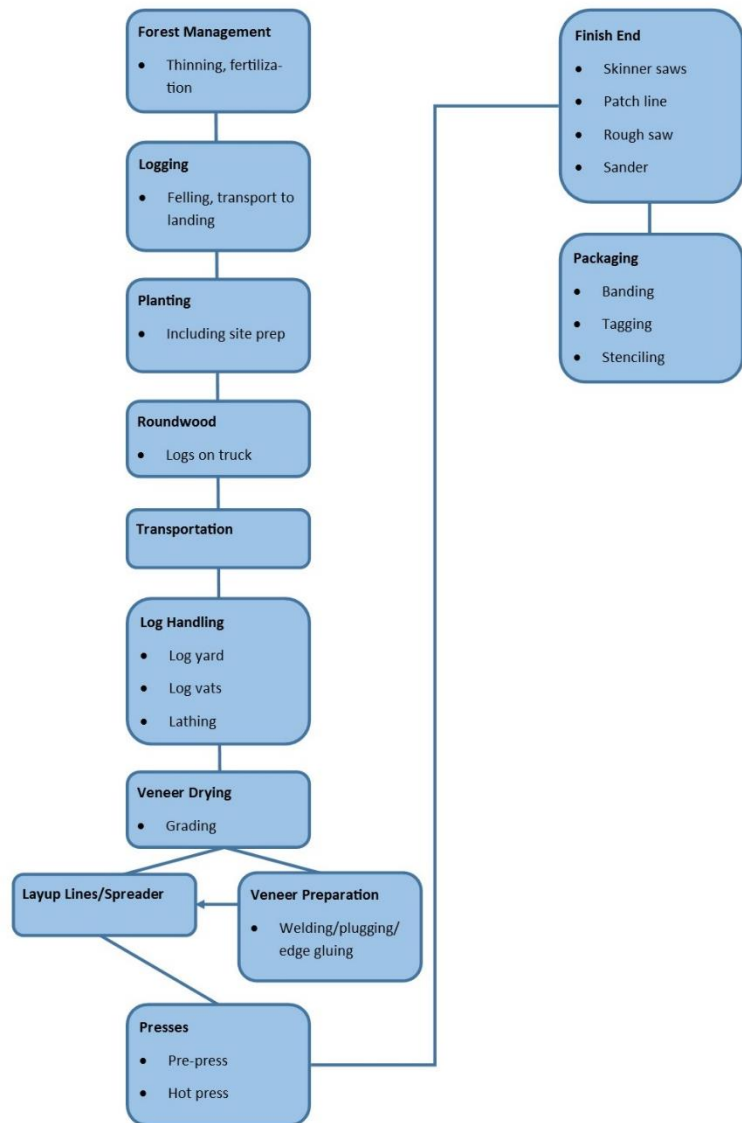 Forest Management
• Thinning, fertiliza-
tion
Logging
• Felling, transport to
landing
Planting
• Including site prep
Roundwood
• Logs on truck
Transportation
Log Handling
• Log yard
• Log vats
• Lathing
Veneer Drying
• Grading
Layup Lines/Spreader
Veneer Preparation
• Welding/plugging/
edge gluing
Presses
• Pre-press
• Hot press
Finish End
• Skinner saws
• Patch line
• Rough saw
• Sander
Packaging
• Banding
• Tagging
• Stenciling